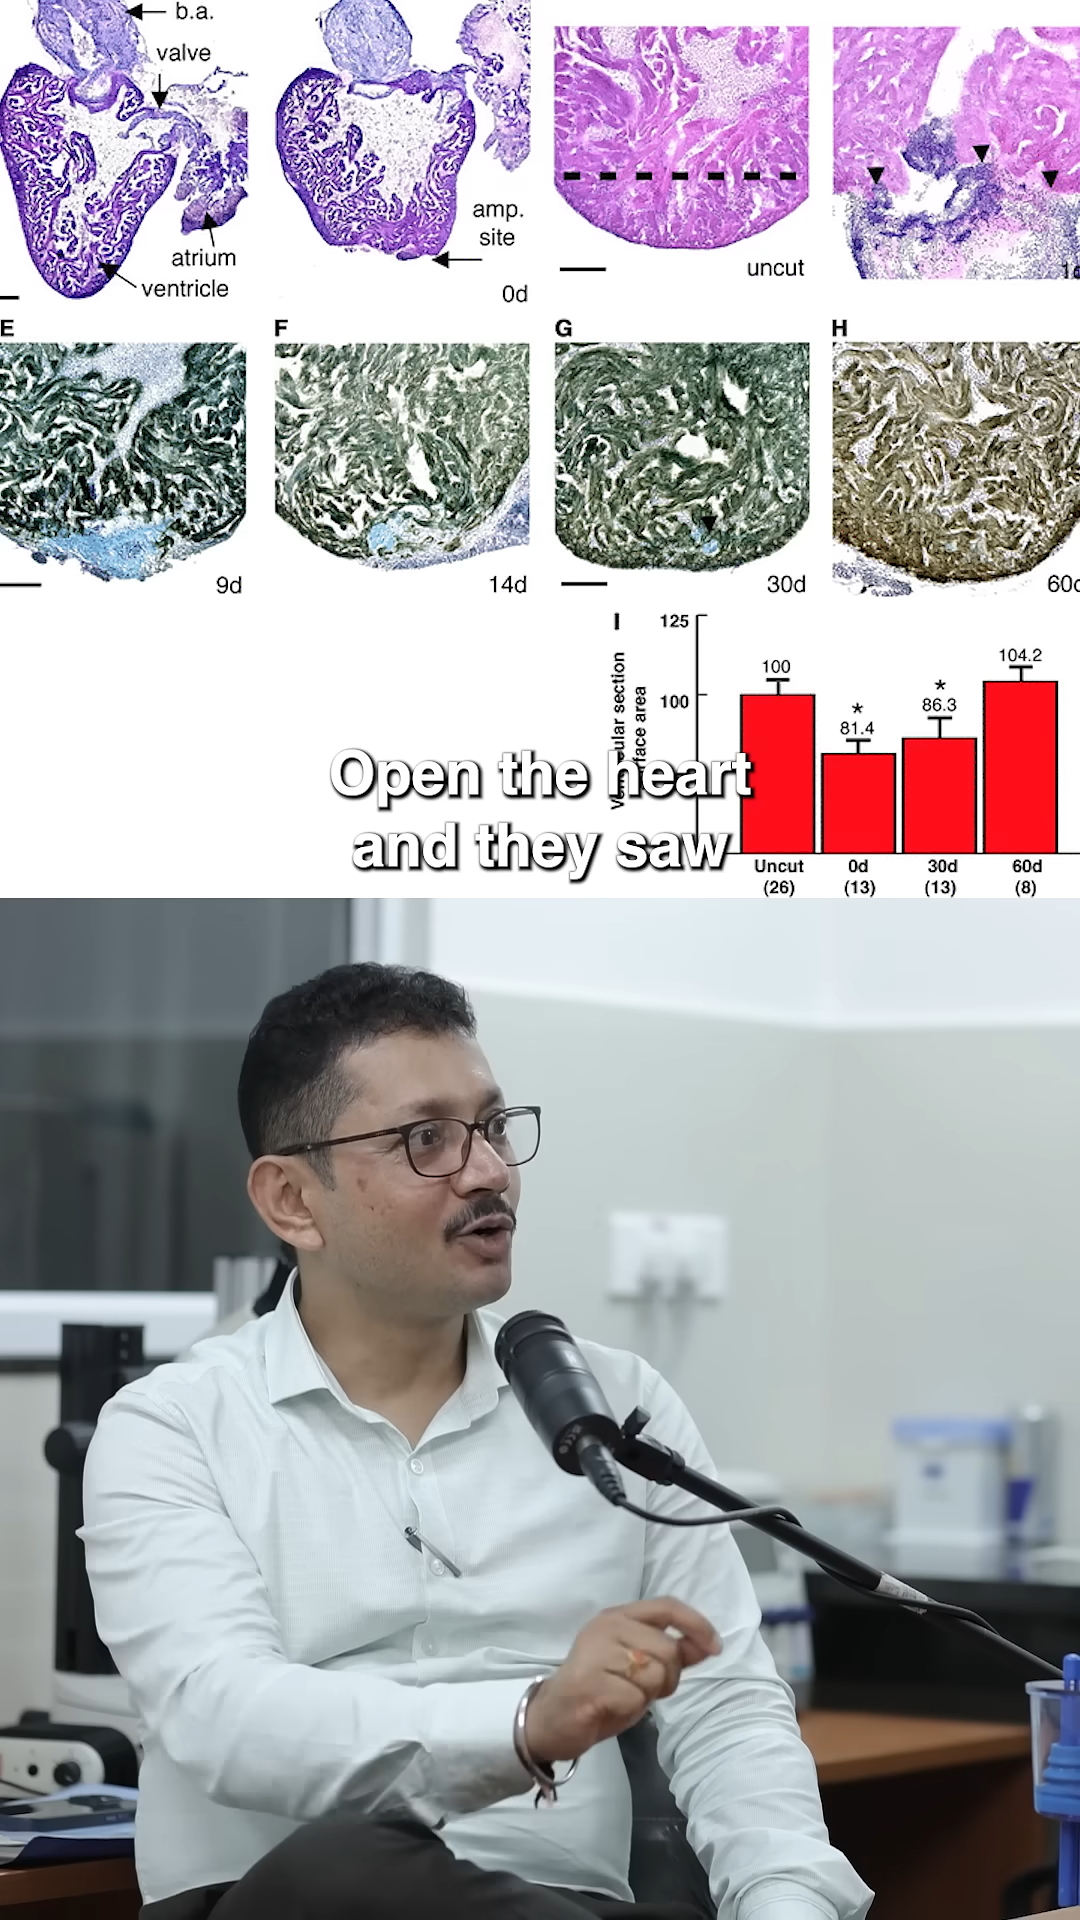 b.a.
valve
atrium
ventricle
amp.
site
0d
uncut
E
9d
F
14d
G
30d
H
I
125
100
100
*
81.4
*
86.3
104.2
Open the heart
and they saw
Uncut
0d
30d
60d
(26)
(13)
(13)
(8)